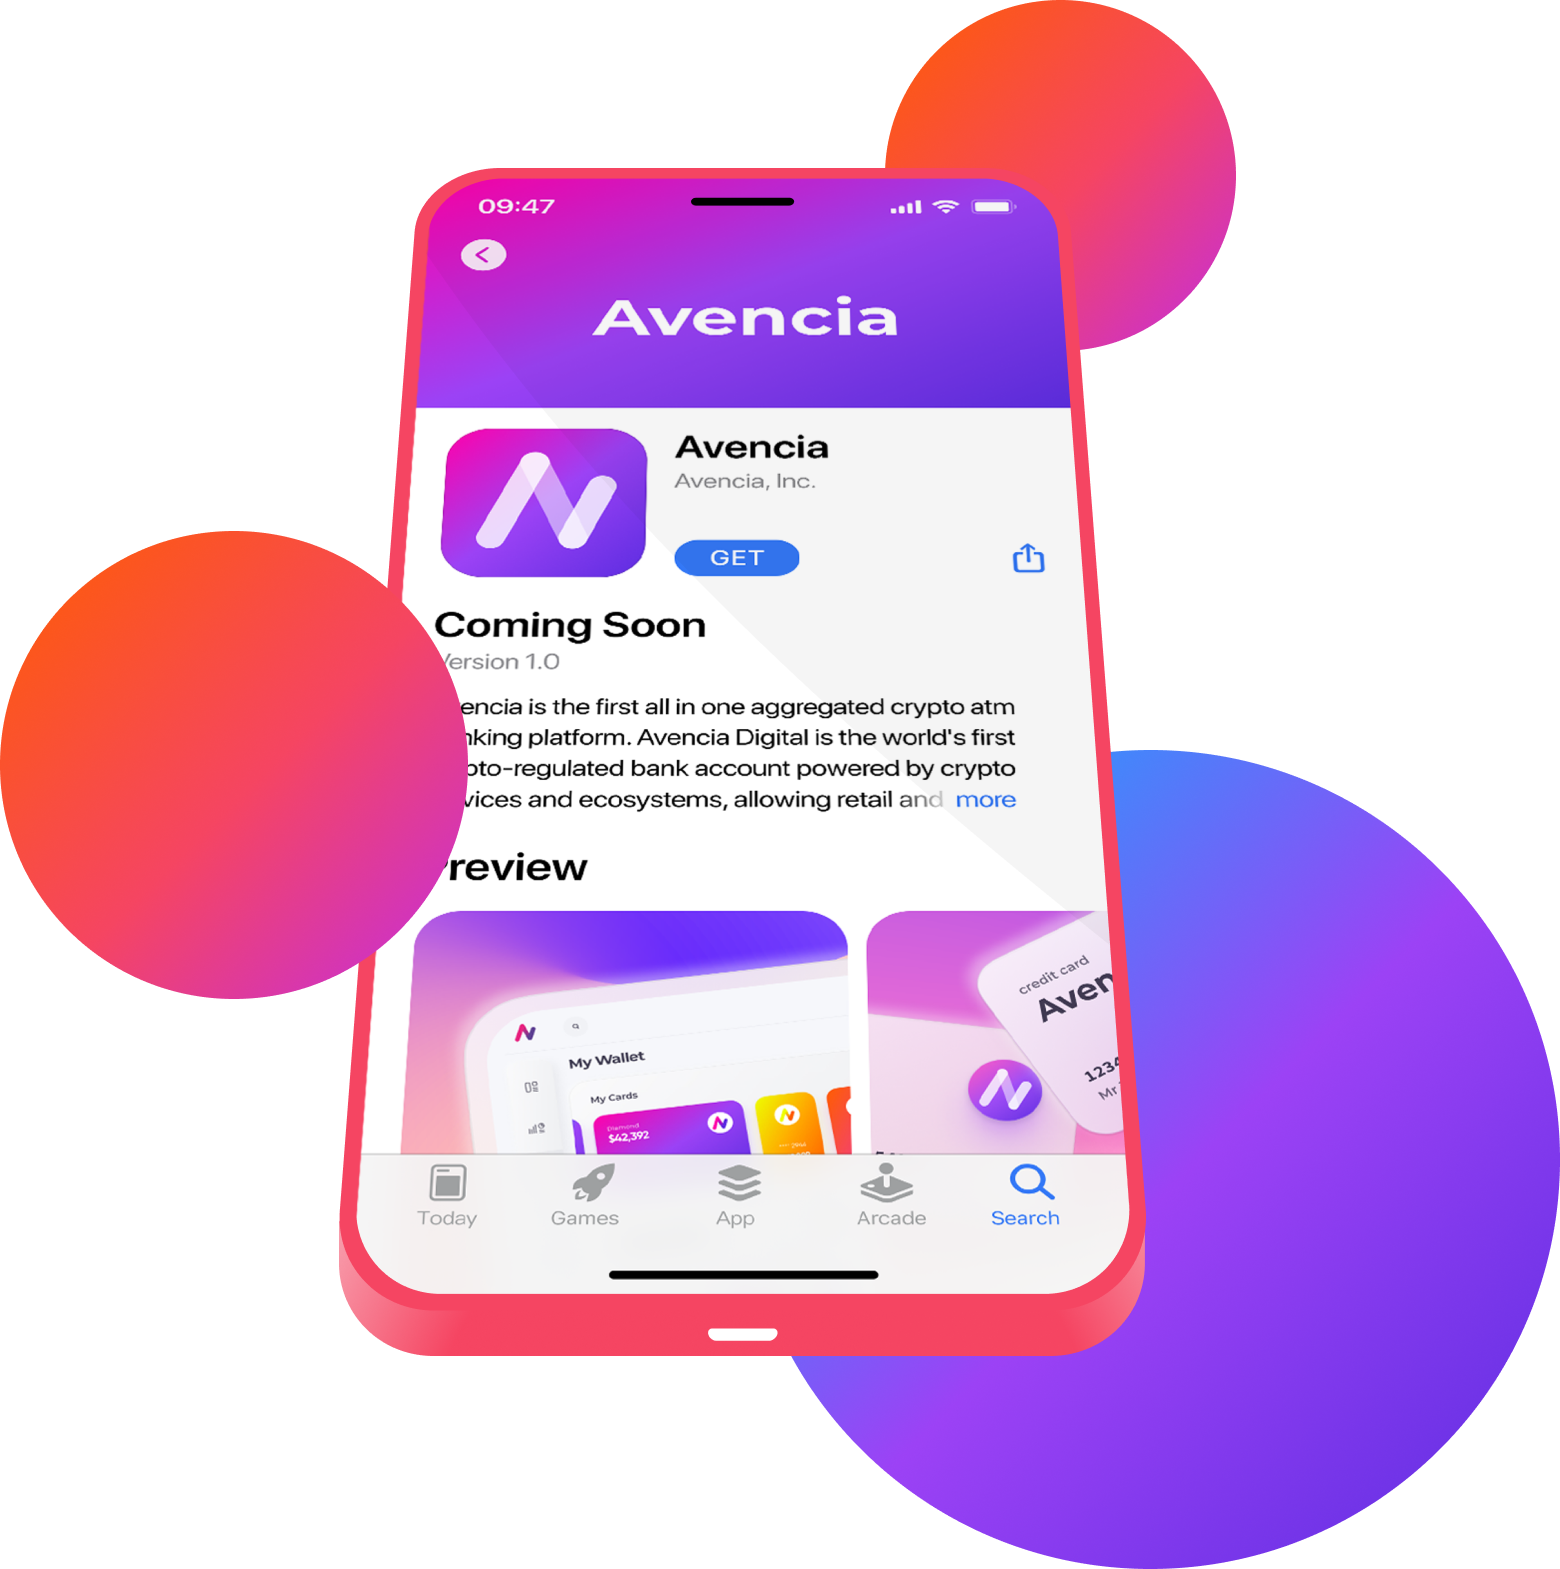 09:47
Avencia
Avencia
Avencia, Inc.
GET
Coming Soon
Version 1.0
encia is the first all in one aggregated crypto atm
nking platform. Avencia Digital is the world's first
pto-regulated bank account powered by crypto
vices and ecosystems, allowing retail and more
Preview
credit card
Aven
1234
Mr
My Wallet
My Cards
Diamond
$42,392
Today
Games
App
Arcade
Search